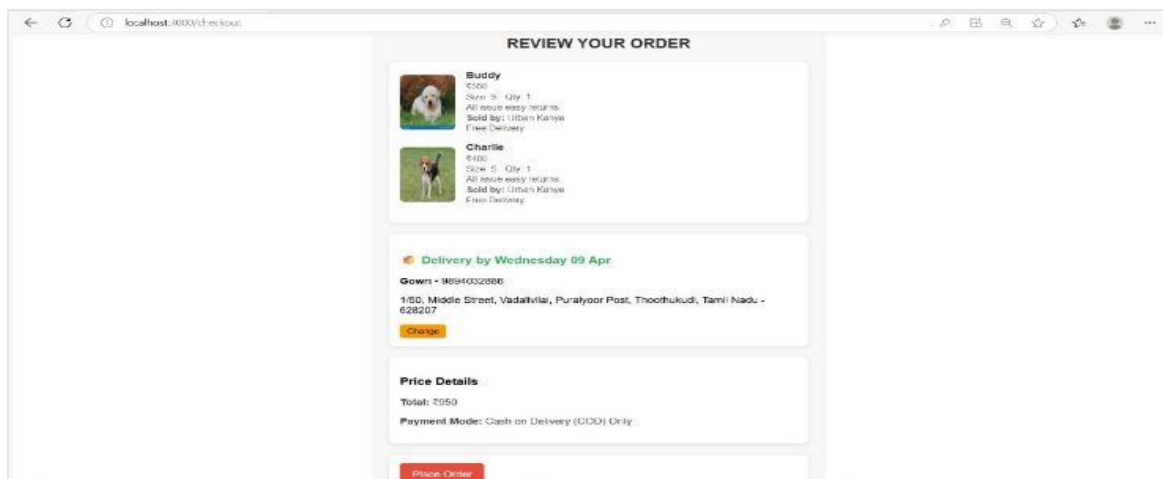 localhost:3000/checkout
REVIEW YOUR ORDER
Buddy
₹550
Size: S Qty: 1
All issue easy returns
Sold by: Urban Kanya
Free Delivery
Charlie
₹400
Size: S Qty: 1
All issue easy returns
Sold by: Urban Kanya
Free Delivery
Delivery by Wednesday 09 Apr
Gowri - 9894032886
1/50, Middle Street, Vadalivilai, Puraiyoor Post, Thoothukudi, Tamil Nadu -
628207
Change
Price Details
Total: ₹950
Payment Mode: Cash on Delivery (COD) Only
Place Order